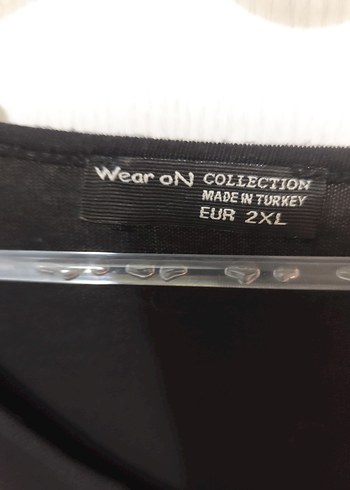 Wear oN COLLECTION
MADE IN TURKEY
EUR 2XL